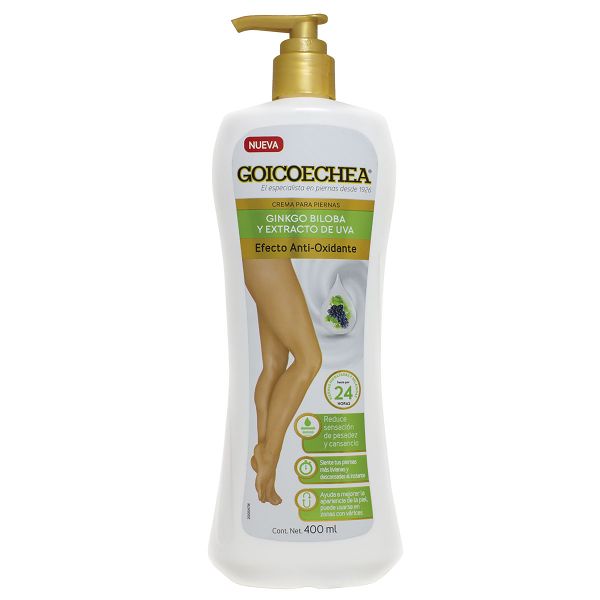 NUEVA
GOICOECHEA®
El especialista en piernas desde 1926
CREMA PARA PIERNAS
GINKGO BILOBA
Y EXTRACTO DE UVA
Efecto Anti-Oxidante
hasta por
24
HORAS
Reduce
sensación
de pesadez
y cansancio
Siente tus piernas
más livianas y
descansadas al instante
Ayuda a mejorar la
apariencia de la piel,
puede usarse en
zonas con várices
Cont. Net. 400 ml